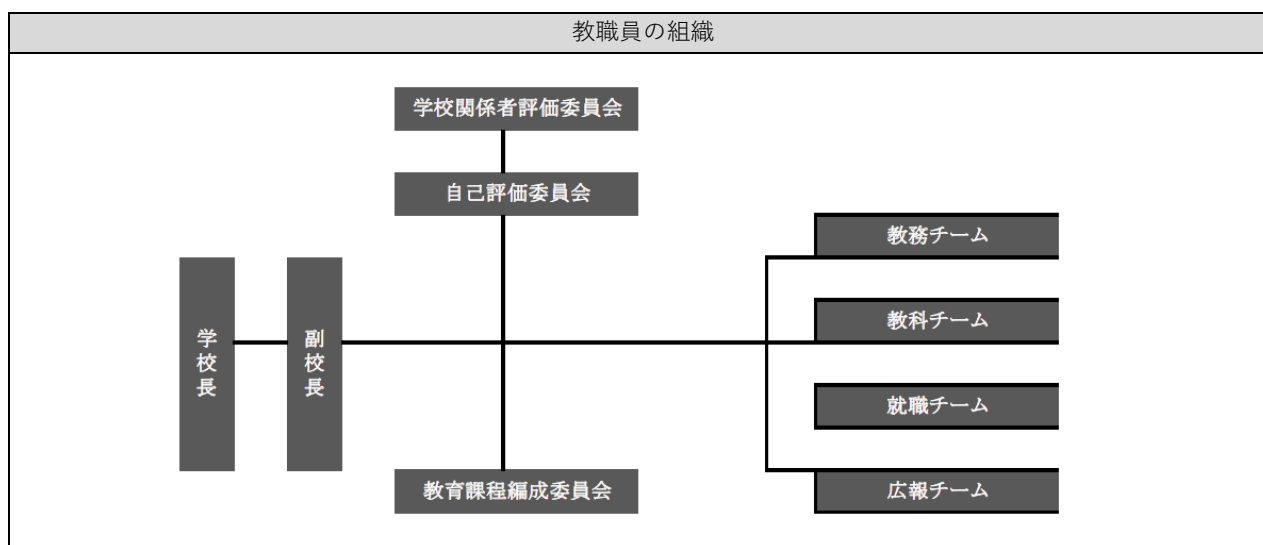 教職員の組織
学校関係者評価委員会
自己評価委員会
学校長
副校長
教育課程編成委員会
教務チーム
教科チーム
就職チーム
広報チーム